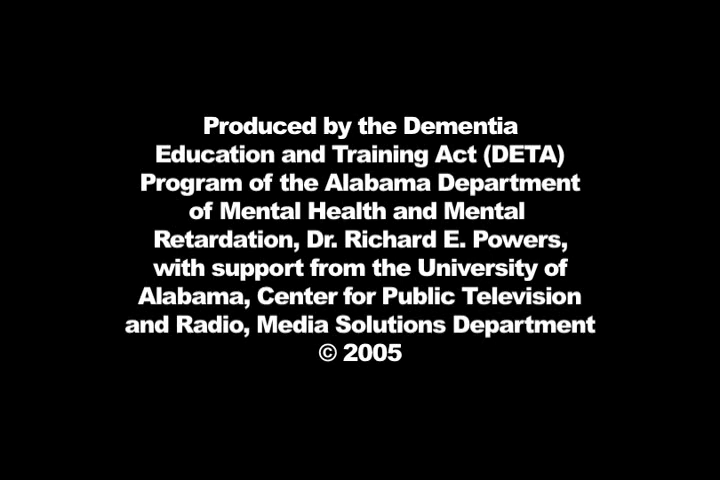 Produced by the Dementia
Education and Training Act (DETA)
Program of the Alabama Department
of Mental Health and Mental
Retardation, Dr. Richard E. Powers,
with support from the University of
Alabama, Center for Public Television
and Radio, Media Solutions Department
© 2005